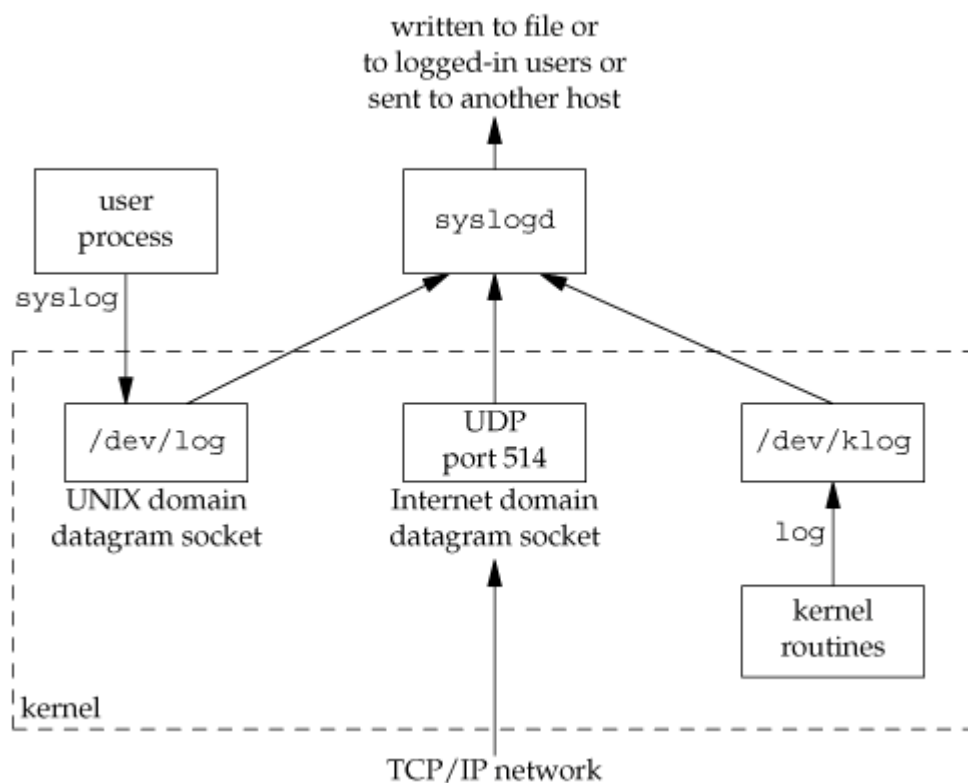 written to file or
to logged-in users or
sent to another host
user
process
syslogd
syslog
/dev/log
UNIX domain
datagram socket
UDP
port 514
Internet domain
datagram socket
/dev/klog
log
kernel
routines
kernel
TCP/IP network